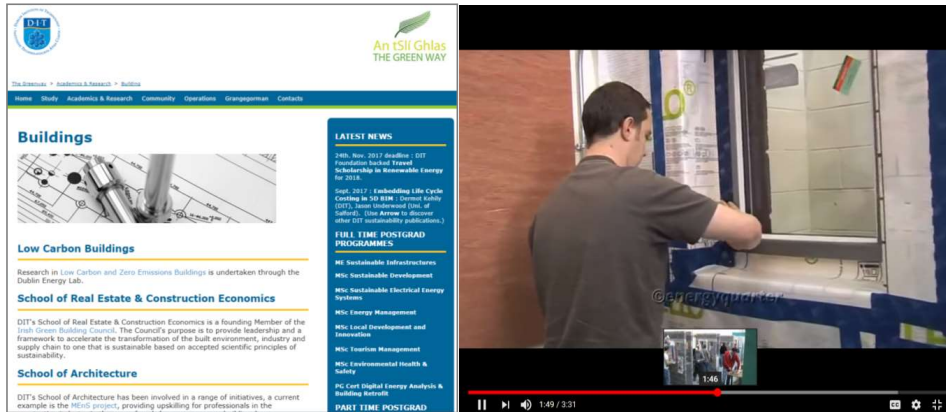 DIT
An tSlí Ghlas
THE GREEN WAY
The Greenway > Academics & Research > Building
Home Study Academics & Research Community Operations Grangegorman Contacts
Buildings
Low Carbon Buildings
Research in Low Carbon and Zero Emissions Buildings is undertaken through the
Dublin Energy Lab.
School of Real Estate & Construction Economics
DIT's School of Real Estate & Construction Economics is a founding Member of the
Irish Green Building Council. The Council's purpose is to provide leadership and a
framework to accelerate the transformation of the built environment, industry and
supply chain to one that is sustainable based on accepted scientific principles of
sustainability.
School of Architecture
DIT's School of Architecture has been involved in a range of initiatives, a current
example is the MEnS project, providing upskilling for professionals in the
LATEST NEWS
24th. Nov. 2017 deadline : DIT
Foundation backed Travel
Scholarship in Renewable Energy
for 2018.
Sept. 2017 : Embedding Life Cycle
Costing in 5D BIM : Dermot Kehily
(DIT), Jason Underwood (Uni. of
Salford). (Use Arrow to discover
other DIT sustainability publications.)
FULL TIME POSTGRAD
PROGRAMMES
ME Sustainable Infrastructures
MSc Sustainable Development
MSc Sustainable Electrical Energy
Systems
MSc Energy Management
MSc Local Development and
Innovation
MSc Tourism Management
MSc Environmental Health &
Safety
PG Cert Digital Energy Analysis &
Building Retrofit
PART TIME POSTGRAD
©energyquarter
1:46
1:49 / 3:31
CC